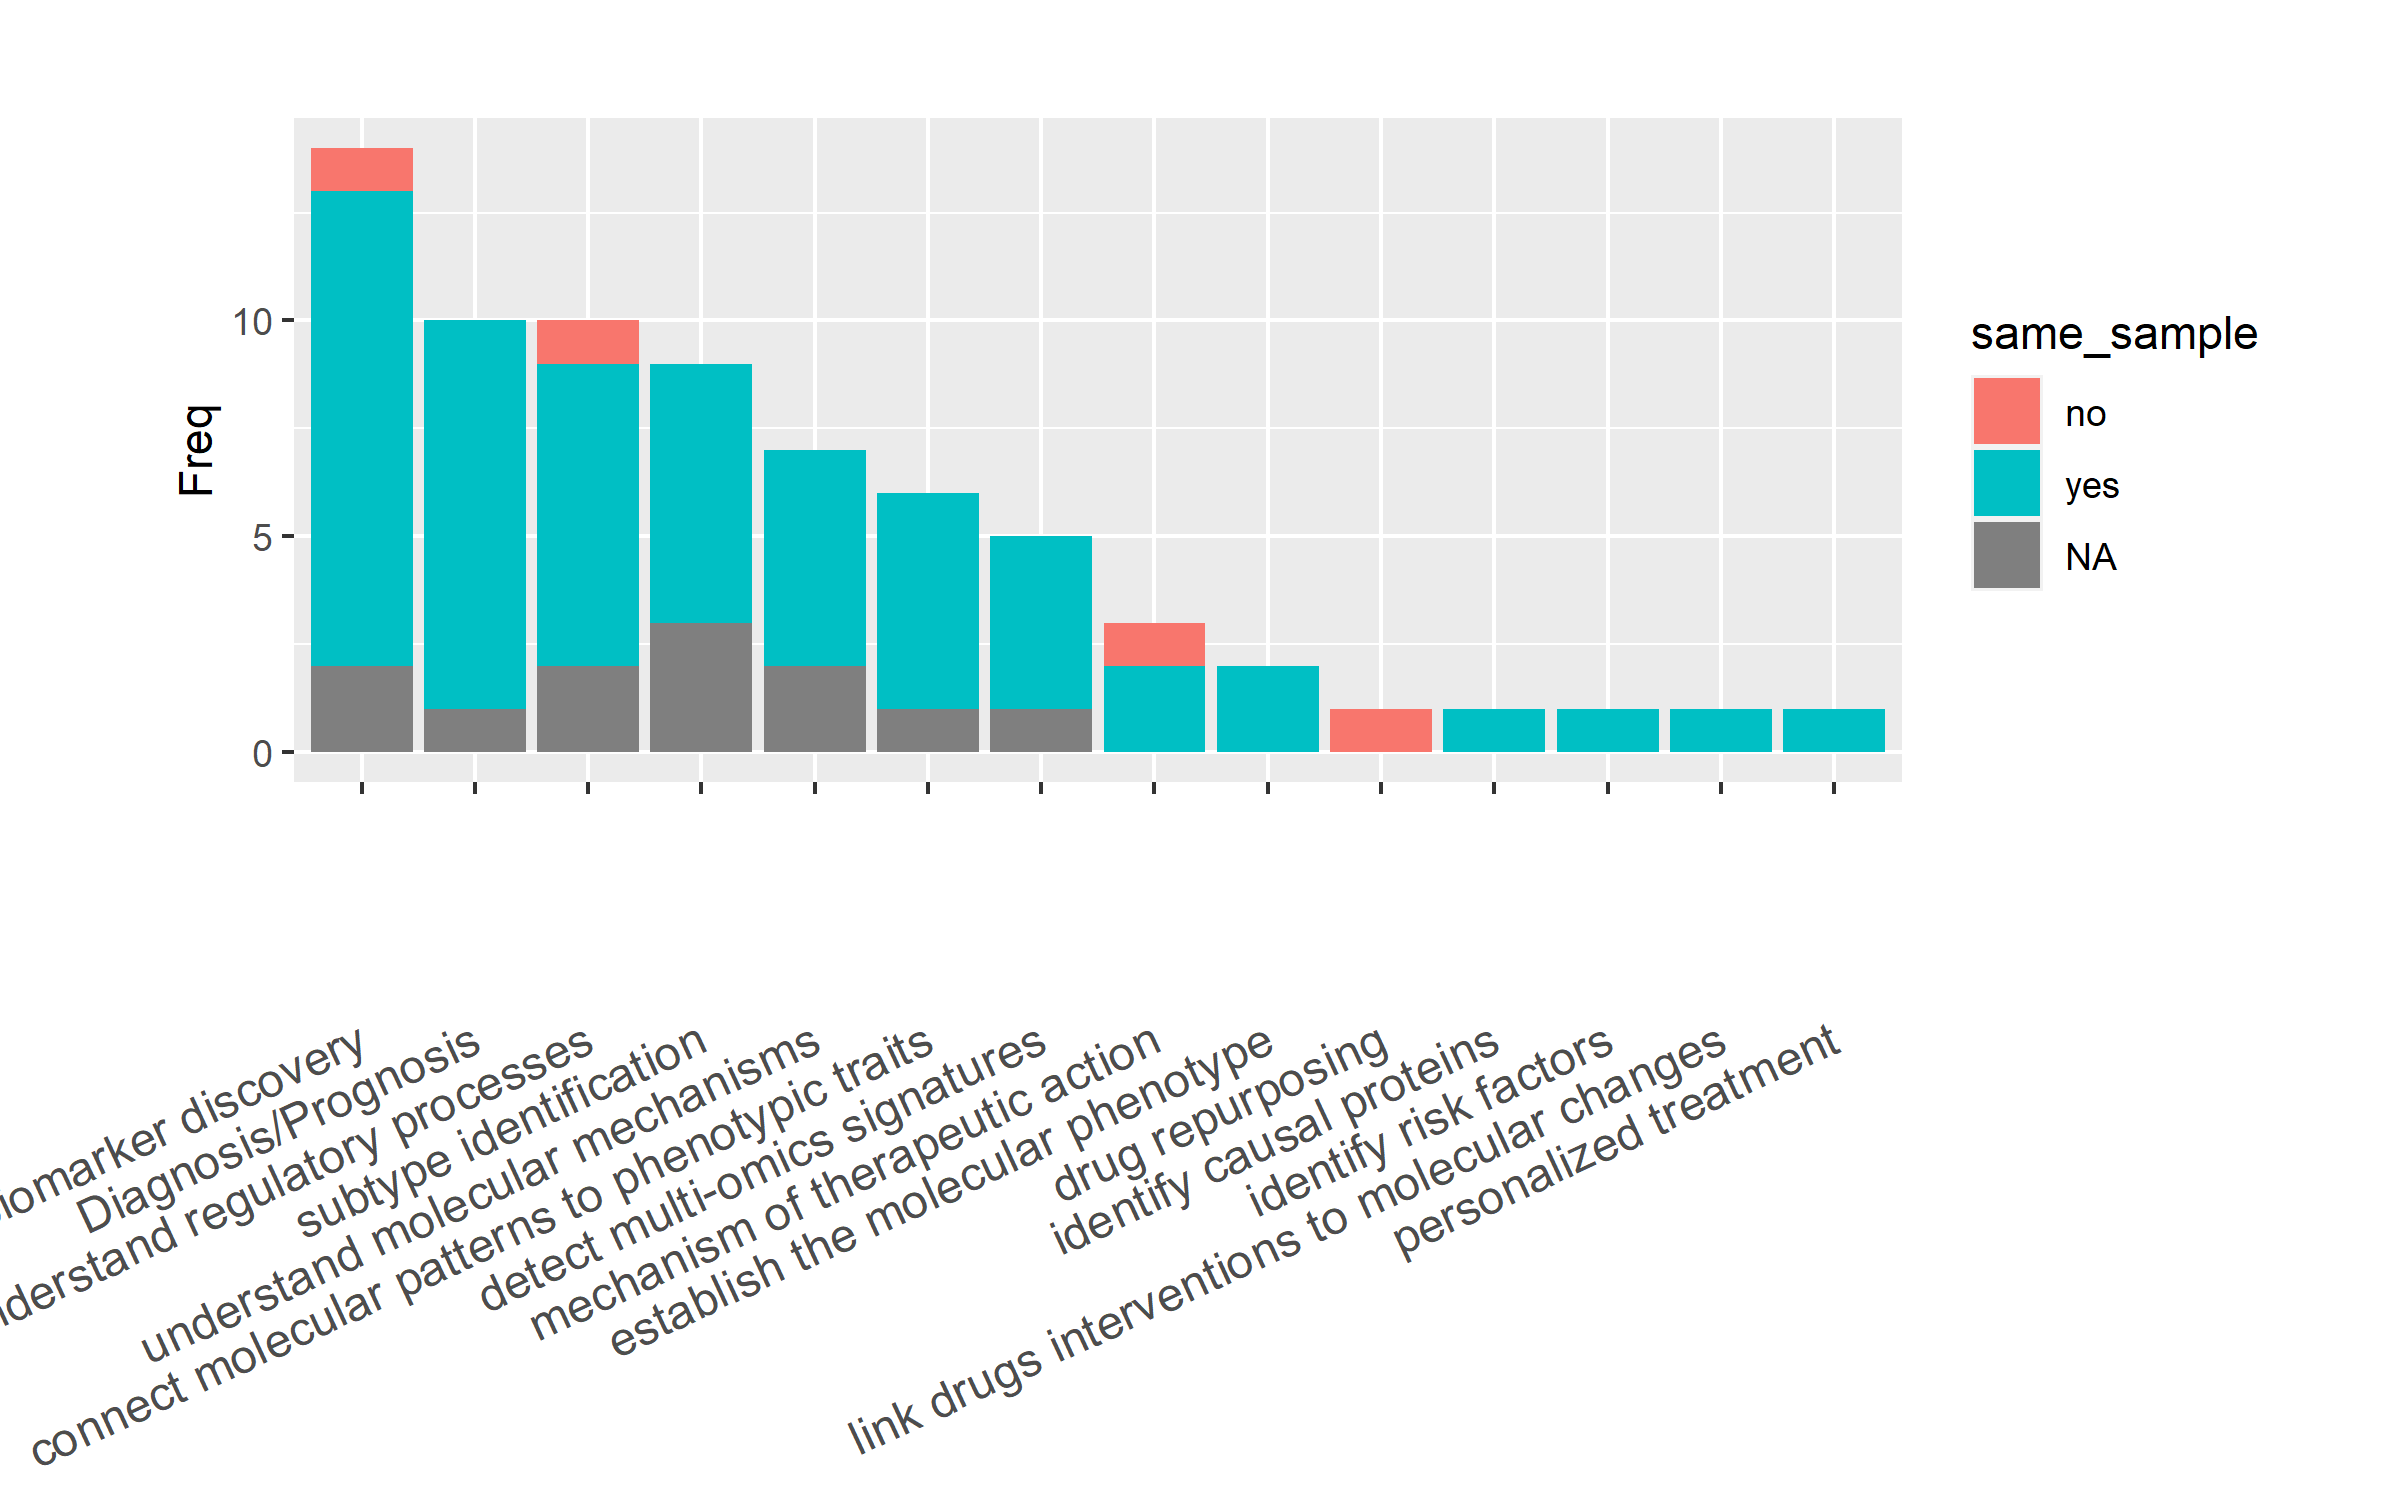 10
5
0
Freq
same_sample
no
yes
NA
iomarker discovery
Diagnosis/Prognosis
nderstand regulatory processes
subtype identification
understand molecular mechanisms
connect molecular patterns to phenotypic traits
detect multi-omics signatures
mechanism of therapeutic action
establish the molecular phenotype
drug repurposing
identify causal proteins
identify risk factors
link drugs interventions to molecular changes
personalized treatment